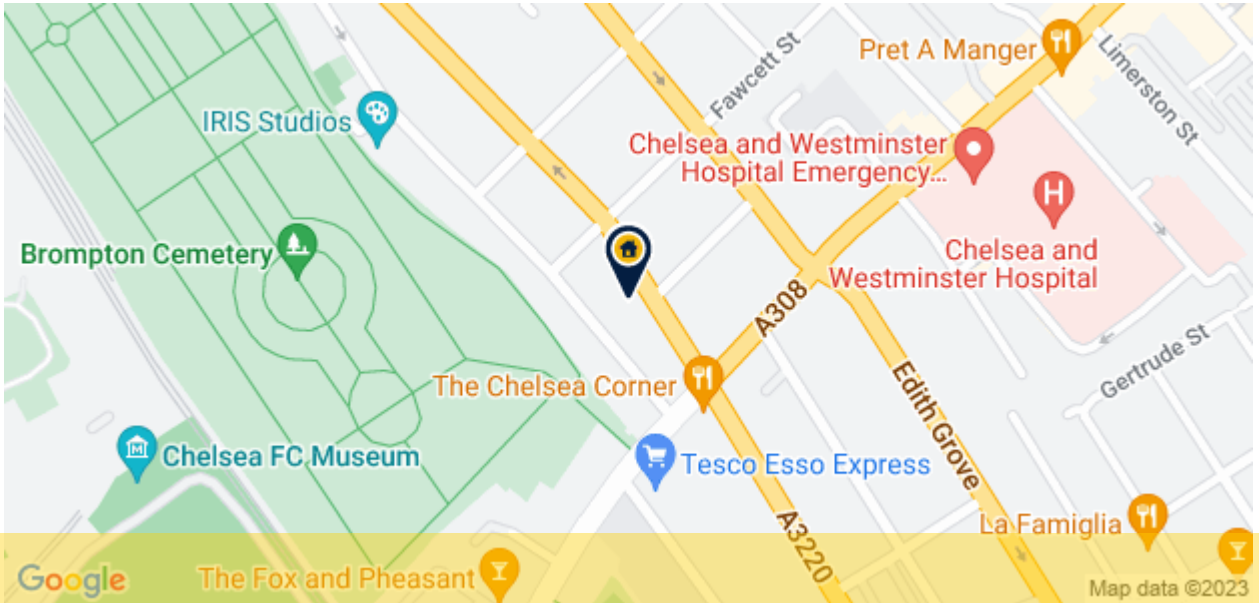 Pret A Manger
Fawcett St
Limerston St
IRIS Studios
Chelsea and Westminster
Hospital Emergency...
H
Brompton Cemetery
Chelsea and
Westminster Hospital
A308
Gertrude St
The Chelsea Corner
Edith Grove
Chelsea FC Museum
M
Tesco Esso Express
La Famiglia
A3220
Google
The Fox and Pheasant
Map data ©2023